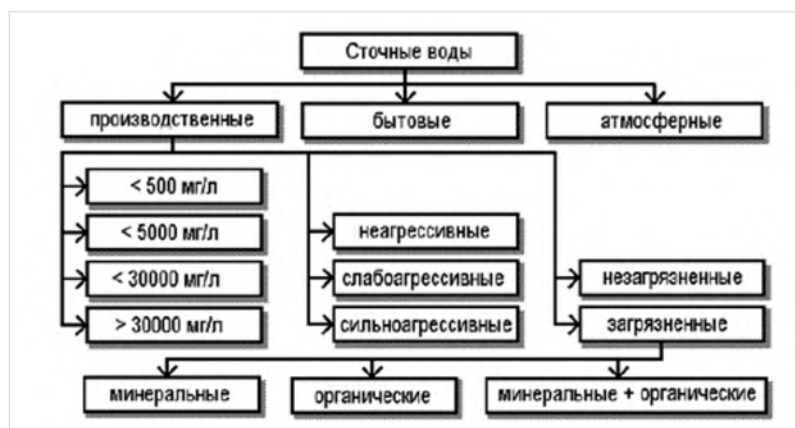 Сточные воды
производственные
бытовые
атмосферные
< 500 мг/л
< 5000 мг/л
неагрессивные
< 30000 мг/л
слабоагрессивные
незагрязненные
> 30000 мг/л
сильноагрессивные
загрязненные
минеральные
органические
минеральные + органические